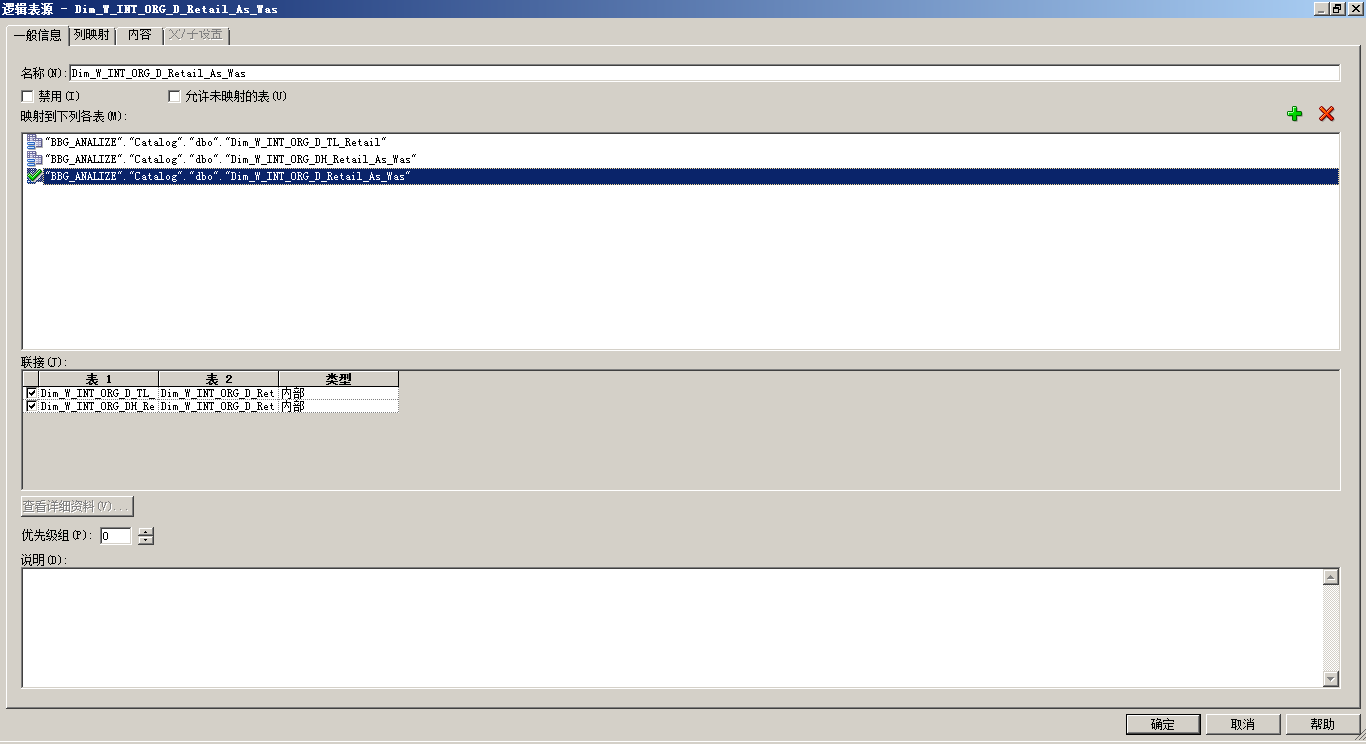 逻辑表源 - Dim_W_INT_ORG_D_Retail_As_Was
一般信息 列映射 内容 父/子设置
名称(N): Dim_W_INT_ORG_D_Retail_As_Was
禁用(I) 允许未映射的表(U)
映射到下列各表(M):
"BBG_ANALIZE"."Catalog"."dbo"."Dim_W_INT_ORG_D_TL_Retail"
"BBG_ANALIZE"."Catalog"."dbo"."Dim_W_INT_ORG_DH_Retail_As_Was"
"BBG_ANALIZE"."Catalog"."dbo"."Dim_W_INT_ORG_D_Retail_As_Was"
联接(J):
表 1 表 2 类型
Dim_W_INT_ORG_D_TL_ Dim_W_INT_ORG_D_Ret 内部
Dim_W_INT_ORG_DH_Re Dim_W_INT_ORG_D_Ret 内部
查看详细资料(V)...
优先级组(P): 0
说明(D):
确定 取消 帮助